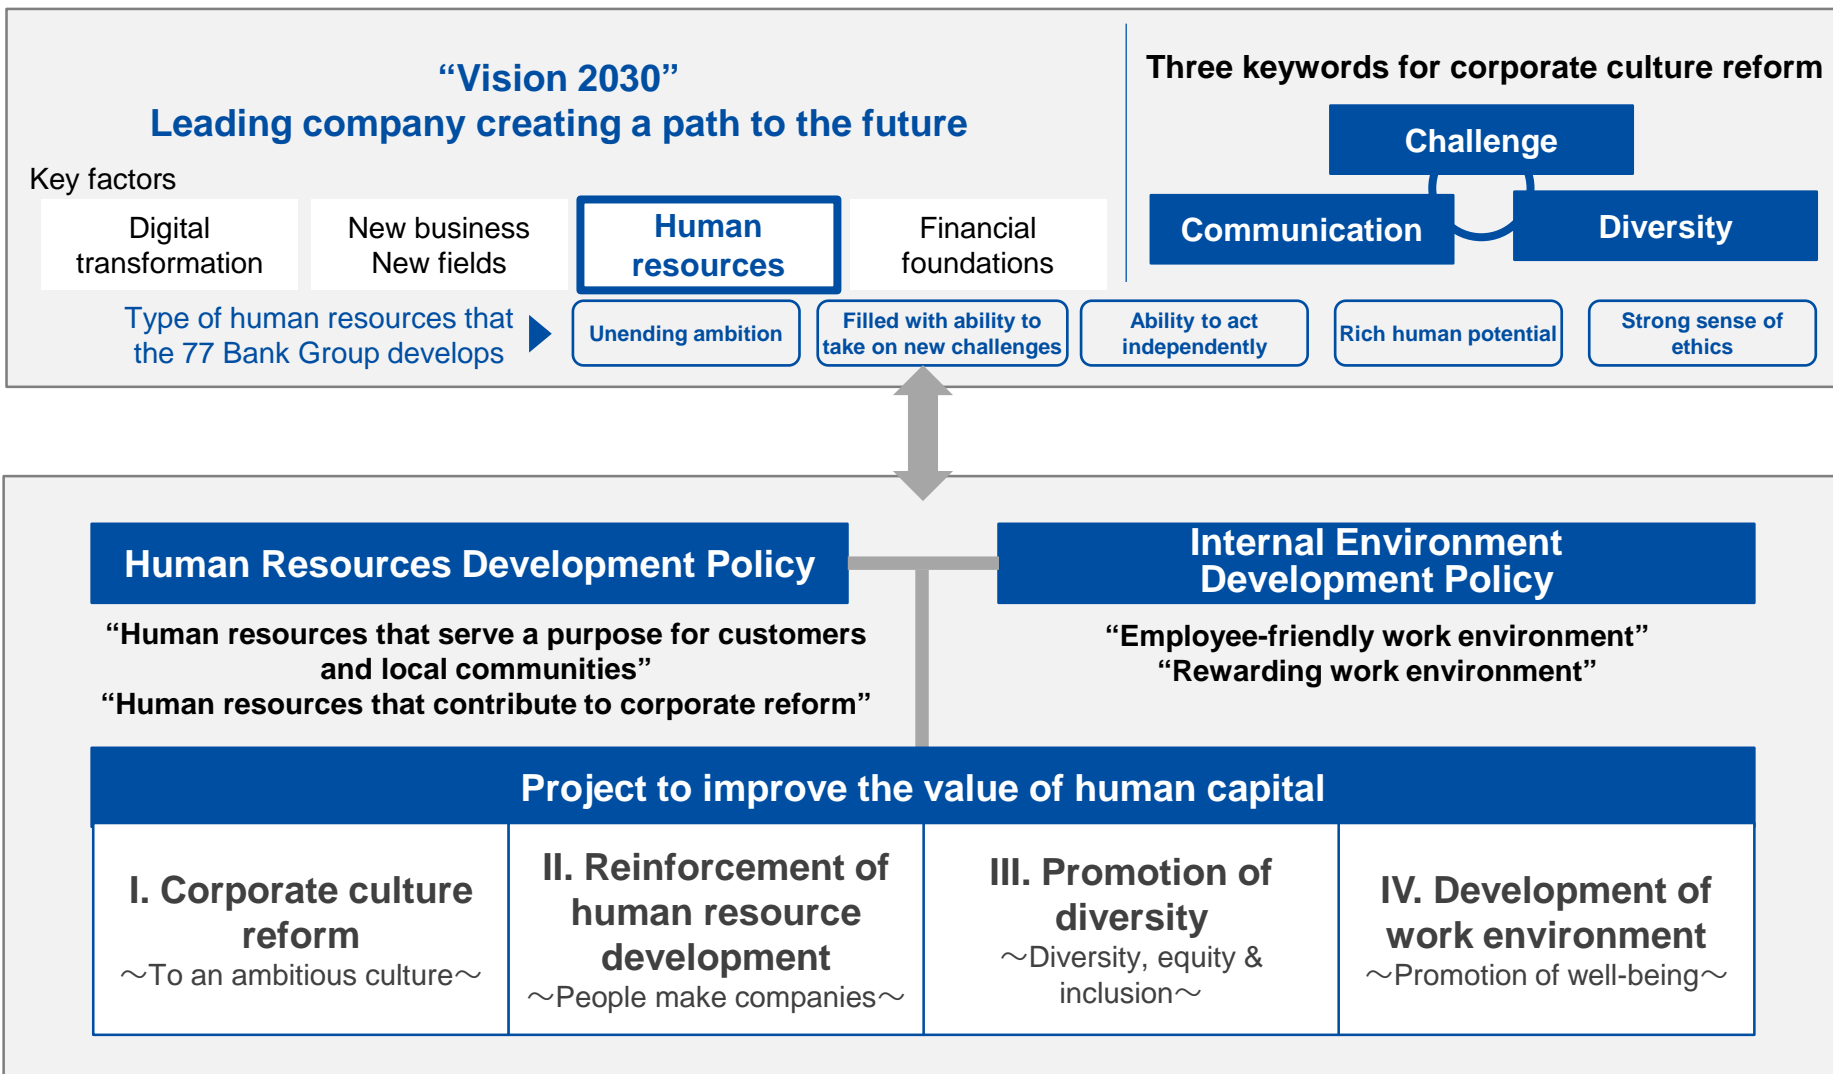 “Vision 2030”
Leading company creating a path to the future
Key factors
Digital
transformation
New business
New fields
Human
resources
Financial
foundations
Three keywords for corporate culture reform
Challenge
Communication
Diversity
Type of human resources that
the 77 Bank Group develops
Unending ambition
Filled with ability to
take on new challenges
Ability to act
independently
Rich human potential
Strong sense of
ethics
Human Resources Development Policy
“Human resources that serve a purpose for customers
and local communities”
“Human resources that contribute to corporate reform”
Internal Environment
Development Policy
“Employee-friendly work environment”
“Rewarding work environment”
Project to improve the value of human capital
I. Corporate culture
reform
～To an ambitious culture～
II. Reinforcement of
human resource
development
～People make companies～
III. Promotion of
diversity
～Diversity, equity &
inclusion～
IV. Development of
work environment
～Promotion of well-being～